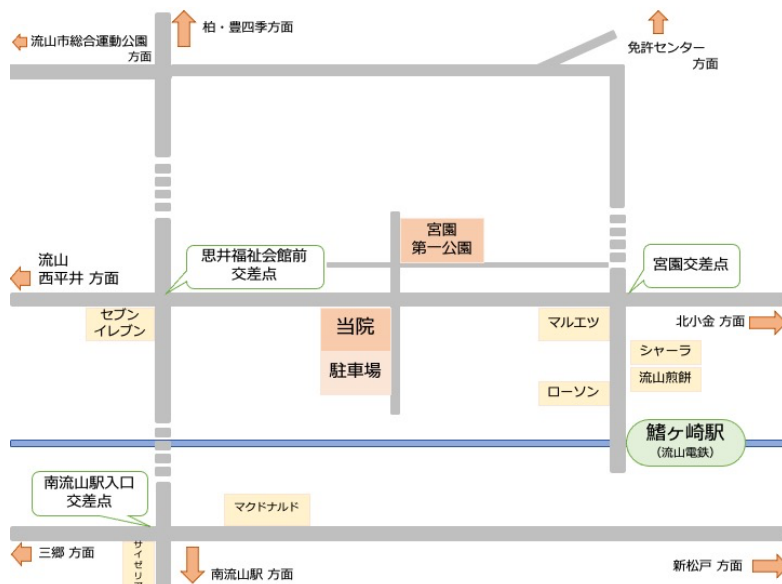 流山市総合運動公園
方面
柏・豊四季方面
免許センター
方面
宮園
第一公園
思井福祉会館前
交差点
宮園交差点
流山
西平井 方面
セブン
イレブン
当院
駐車場
マルエツ
北小金 方面
シャーラ
流山煎餅
ローソン
鰭ヶ崎駅
(流山電鉄)
南流山駅入口
交差点
マクドナルド
三郷 方面
サイゼリア
南流山駅 方面
新松戸 方面